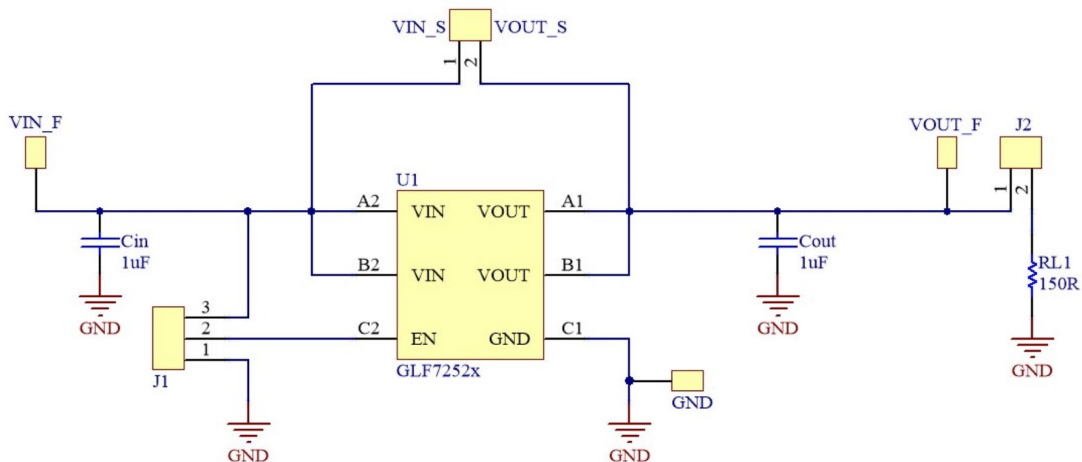 VIN_S
VOUT_S
1
2
VIN_F
VOUT_F
J2
U1
1
2
A2
VIN
VOUT
A1
Cin
1uF
Cout
1uF
B2
VIN
VOUT
B1
RL1
150R
GND
3
GND
2
C2
EN
GND
C1
1
J1
GLF7252x
GND
GND
GND
GND